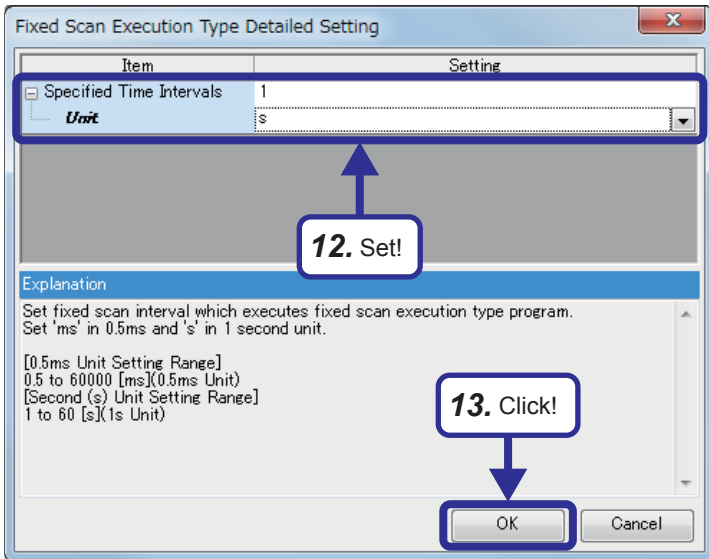 Fixed Scan Execution Type Detailed Setting
Item Setting
Specified Time Intervals 1
Unit s
12. Set!
Explanation
Set fixed scan interval which executes fixed scan execution type program.
Set 'ms' in 0.5ms and 's' in 1 second unit.
[0.5ms Unit Setting Range]
0.5 to 60000 [ms](0.5ms Unit)
[Second (s) Unit Setting Range]
1 to 60 [s](1s Unit)
13. Click!
OK Cancel